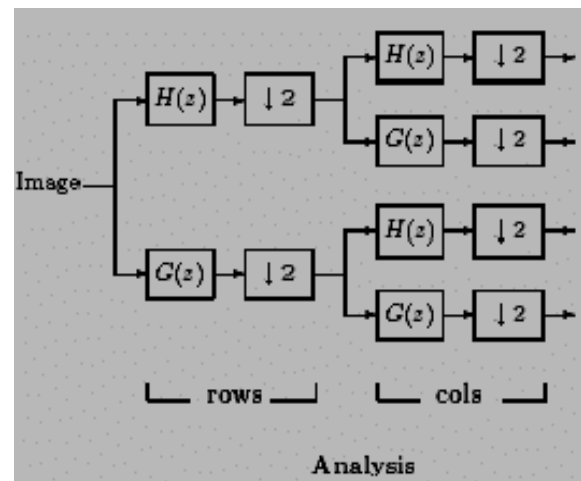 H(z) ↓ 2
H(z) ↓ 2
G(z) ↓ 2
Image
H(z) ↓ 2
G(z) ↓ 2
G(z) ↓ 2
rows cols
Analysis